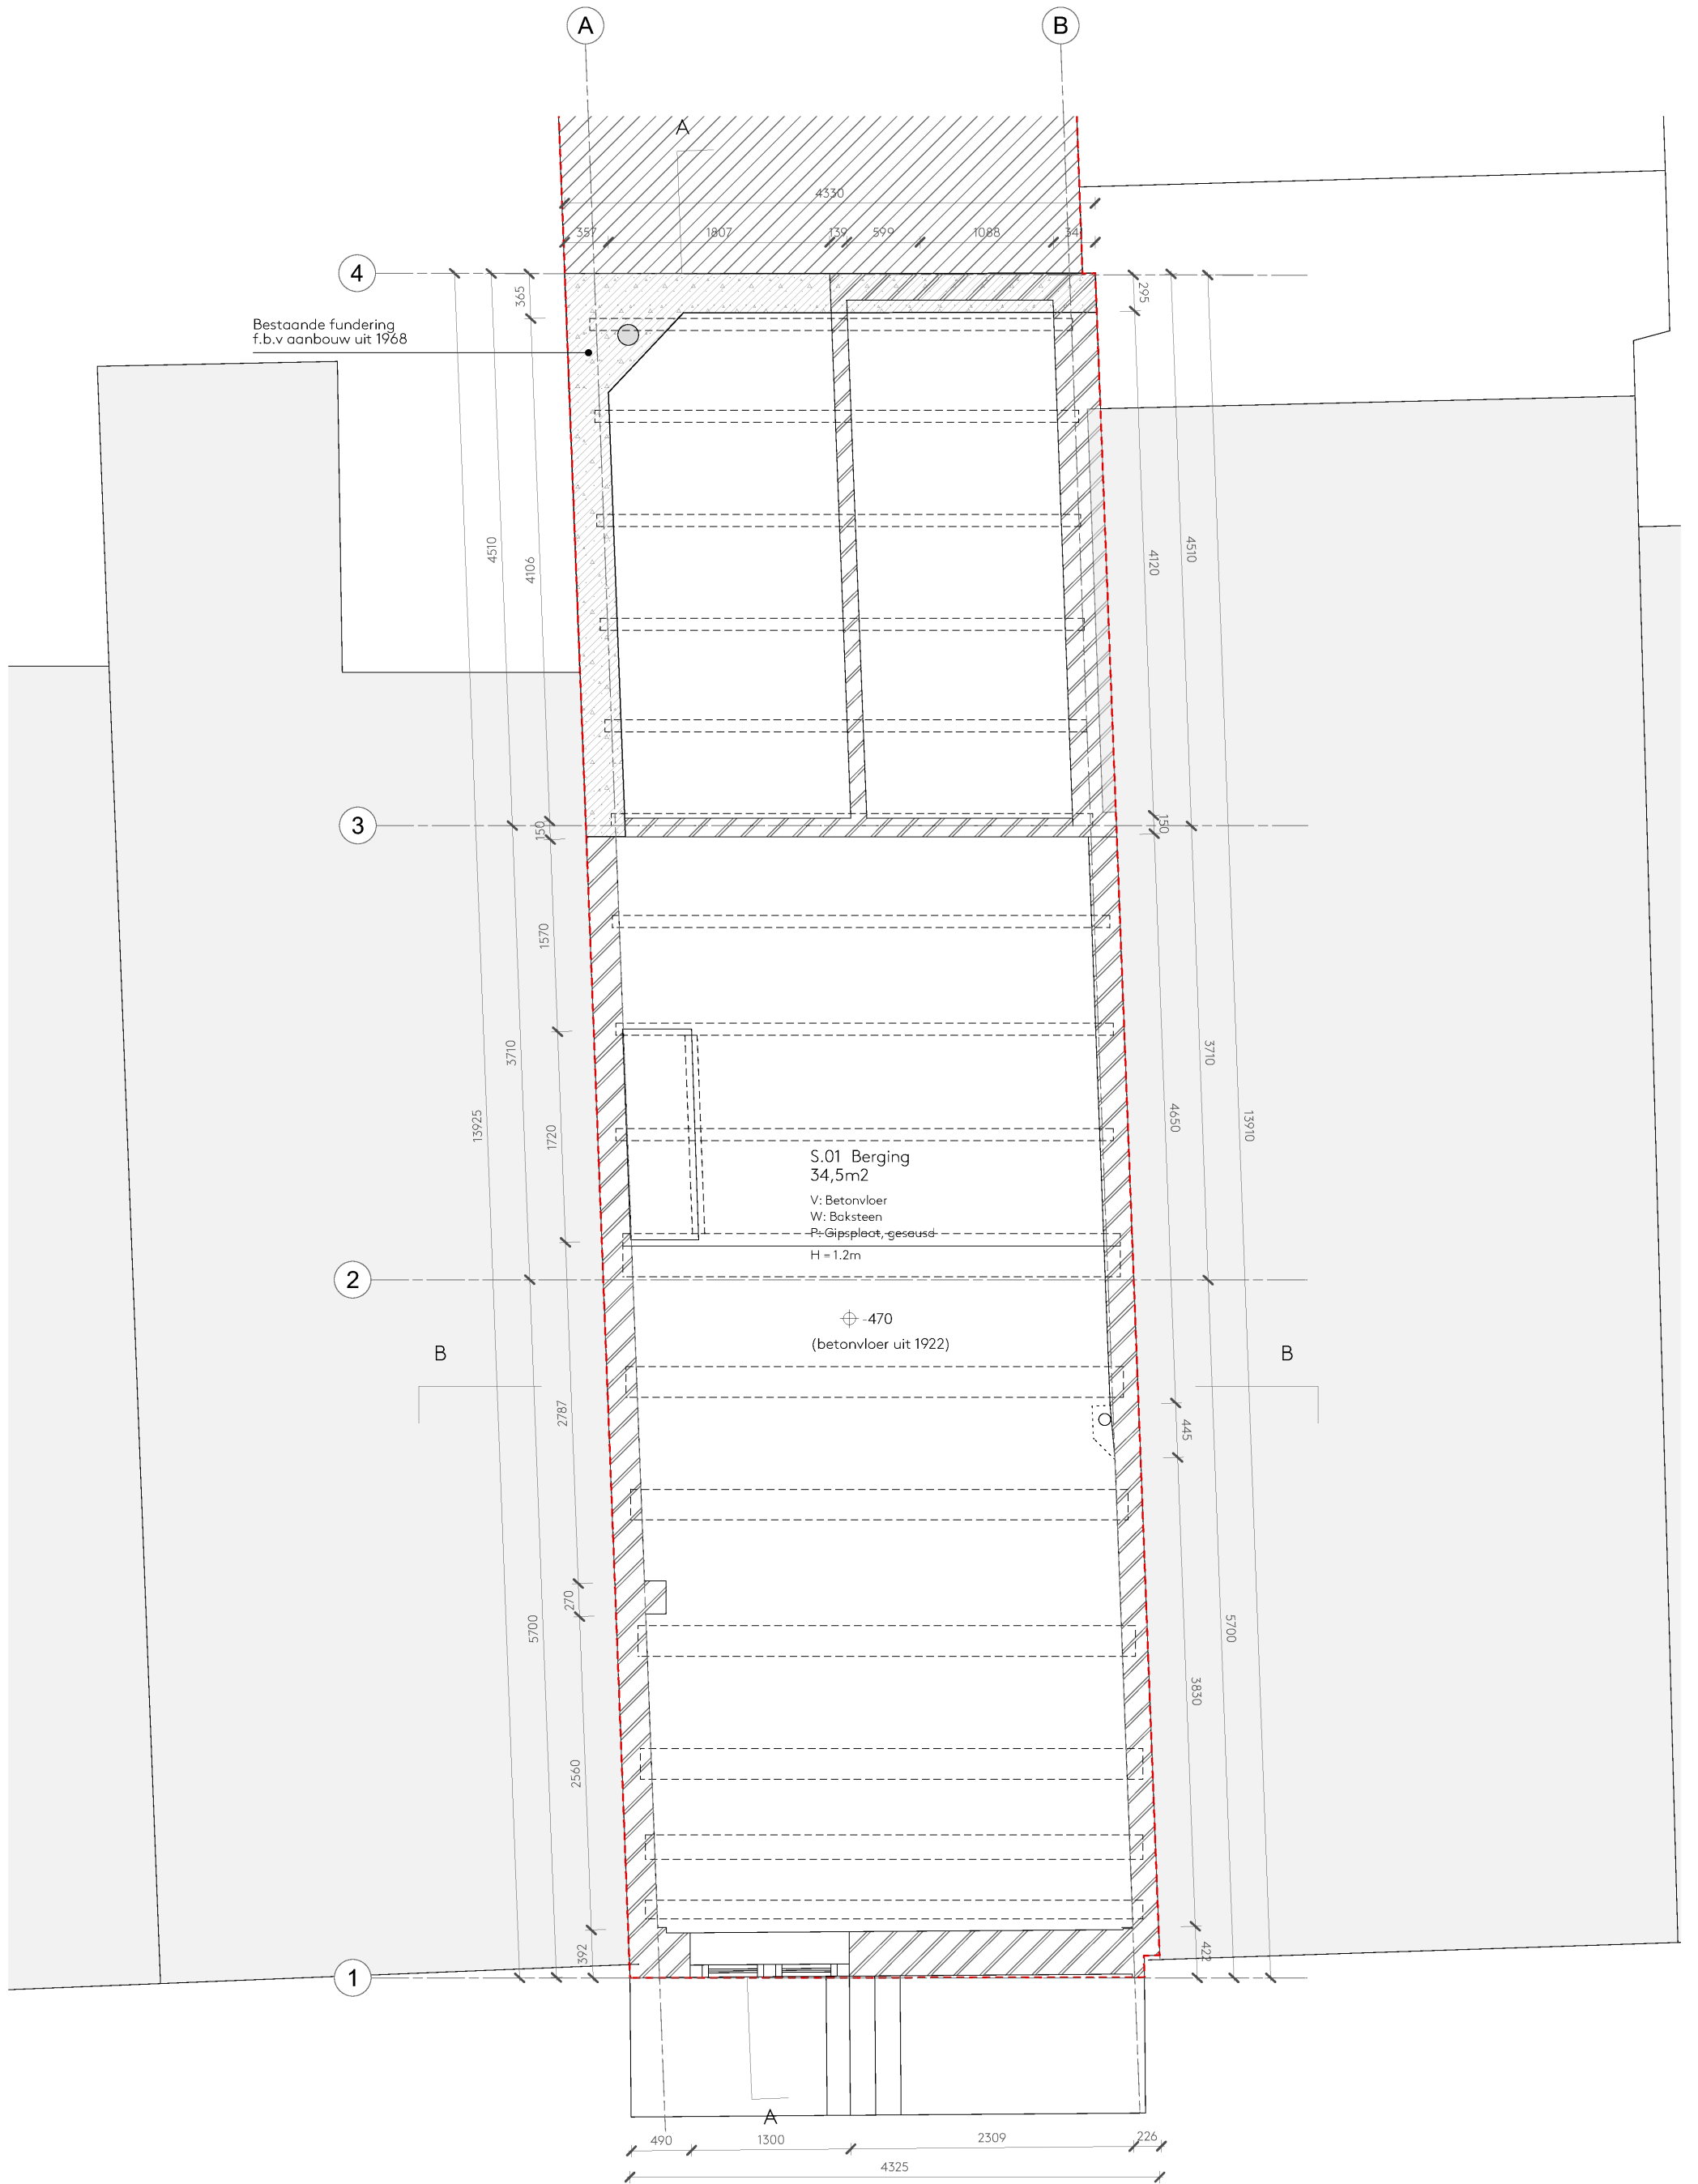 A
B
A
4330
357
1807
139
599
1088
34
4
365
295
Bestaande fundering
f.b.v aanbouw uit 1968
4510
4106
4120
4510
3
150
150
1570
3710
3710
13925
1720
4650
13910
S.01 Berging
34,5m2
V: Betonvloer
W: Baksteen
P: Gipsplaat, gesausd
H = 1.2m
2
-470
(betonvloer uit 1922)
B
B
2787
445
270
5700
5700
3830
2560
392
422
1
A
490
1300
2309
226
4325